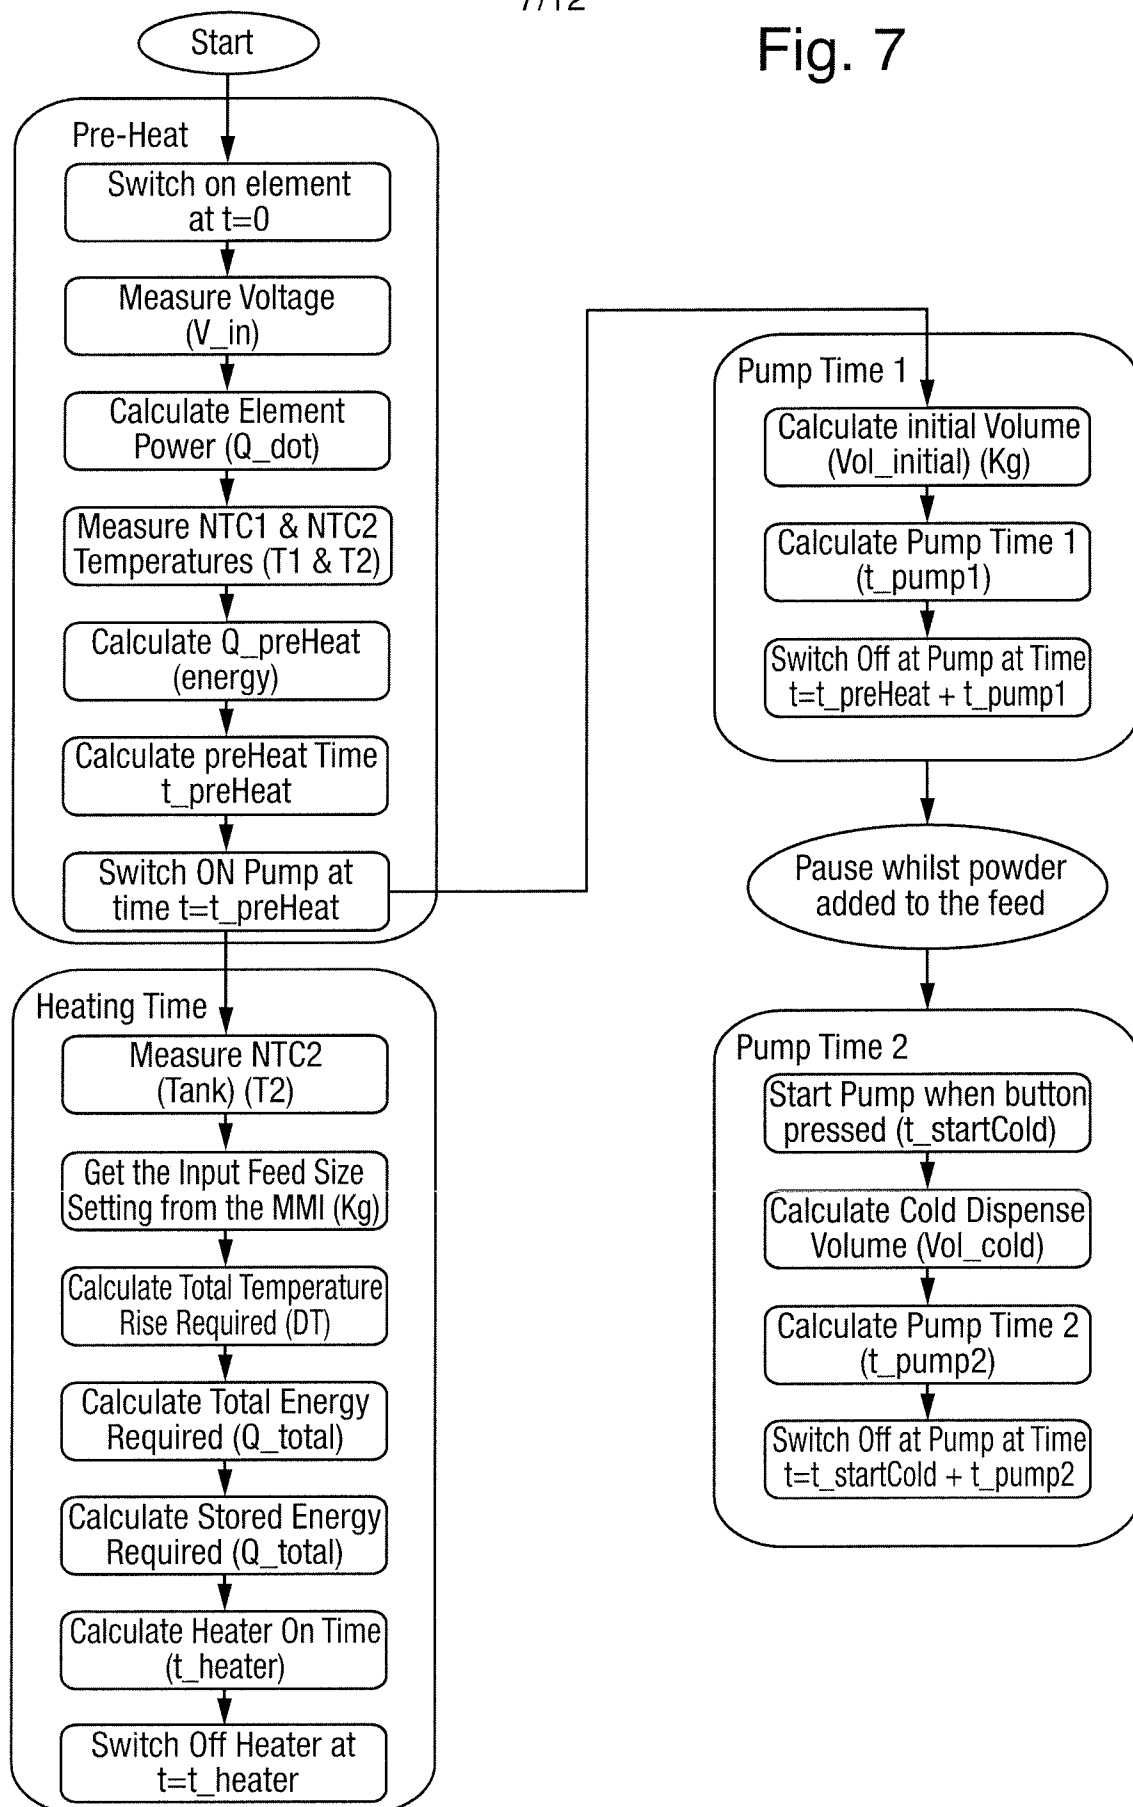 7/12
Fig. 7
Start
Pre-Heat
Switch on element
at t=0
Measure Voltage
(V_in)
Calculate Element
Power (Q_dot)
Measure NTC1 & NTC2
Temperatures (T1 & T2)
Calculate Q_preHeat
(energy)
Calculate preHeat Time
t_preHeat
Switch ON Pump at
time t=t_preHeat
Heating Time
Measure NTC2
(Tank) (T2)
Get the Input Feed Size
Setting from the MMI (Kg)
Calculate Total Temperature
Rise Required (DT)
Calculate Total Energy
Required (Q_total)
Calculate Stored Energy
Required (Q_total)
Calculate Heater On Time
(t_heater)
Switch Off Heater at
t=t_heater
Pump Time 1
Calculate initial Volume
(Vol_initial) (Kg)
Calculate Pump Time 1
(t_pump1)
Switch Off at Pump at Time
t=t_preHeat + t_pump1
Pause whilst powder
added to the feed
Pump Time 2
Start Pump when button
pressed (t_startCold)
Calculate Cold Dispense
Volume (Vol_cold)
Calculate Pump Time 2
(t_pump2)
Switch Off at Pump at Time
t=t_startCold + t_pump2